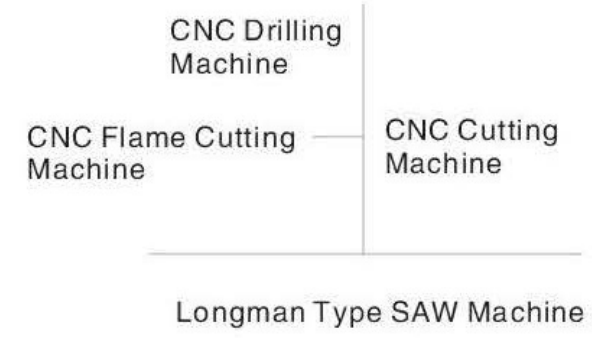 CNC Drilling
Machine
CNC Flame Cutting
Machine
CNC Cutting
Machine
Longman Type SAW Machine